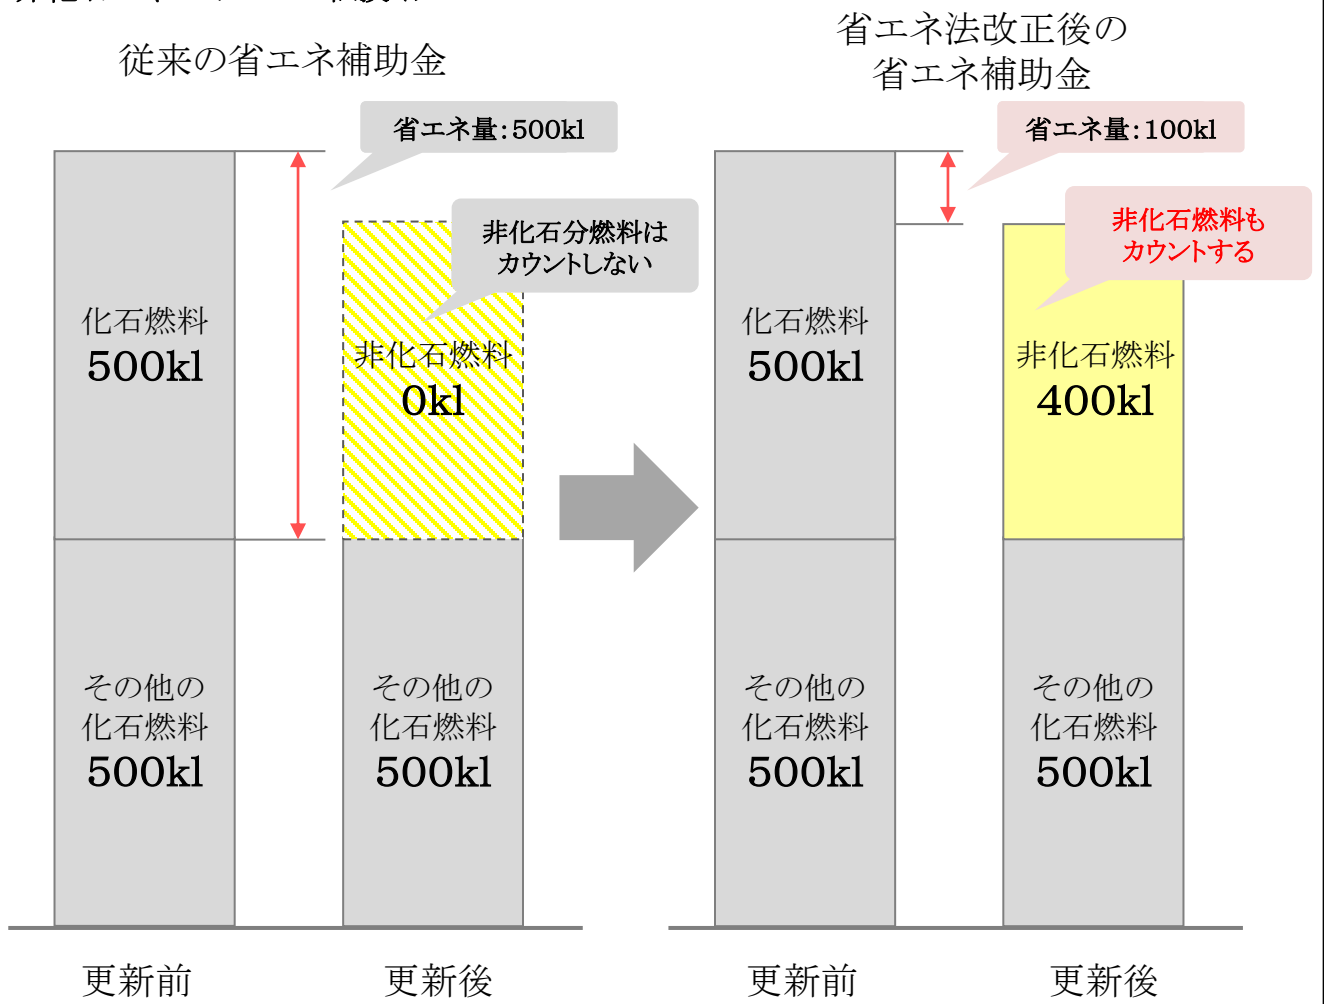 従来の省エネ補助金
省エネ量：500kl
化石燃料
500kl
非化石分燃料は
カウントしない
非化石燃料
0kl
その他の
化石燃料
500kl
その他の
化石燃料
500kl
更新前
更新後
省エネ法改正後の
省エネ補助金
省エネ量：100kl
化石燃料
500kl
非化石燃料も
カウントする
非化石燃料
400kl
その他の
化石燃料
500kl
その他の
化石燃料
500kl
更新前
更新後